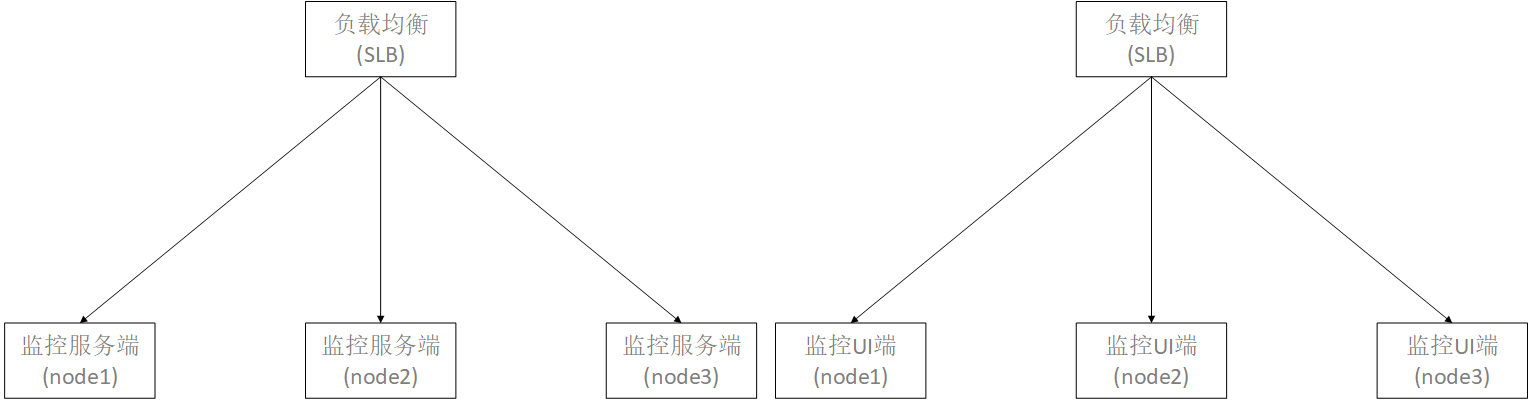 负载均衡
(SLB)
负载均衡
(SLB)
监控服务端
(node1)
监控服务端
(node2)
监控服务端
(node3)
监控UI端
(node1)
监控UI端
(node2)
监控UI端
(node3)